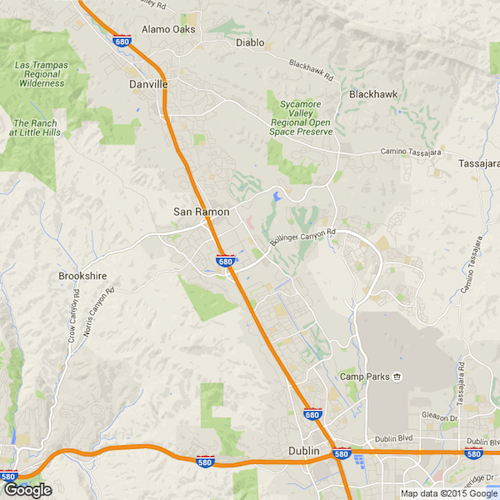 lley Rd
Alamo Oaks
680
Diablo
Las Trampas
Regional
Wilderness
Blackhawk Rd
Danville
Blackhawk
Sycamore
Valley
Regional Open
Space Preserve
The Ranch
at Little Hills
Camino Tassajara
Tassajara
San Ramon
Bollinger Canyon Rd
Camino Tassajara
680
Brookshire
Crow Canyon Rd
Norris Canyon Rd
Camp Parks
Tassajara Rd
680
Gleason Dr
Dublin Blvd
Dublin Blvd
Dublin
580
580
580
580
Google
Map data ©2015 Google